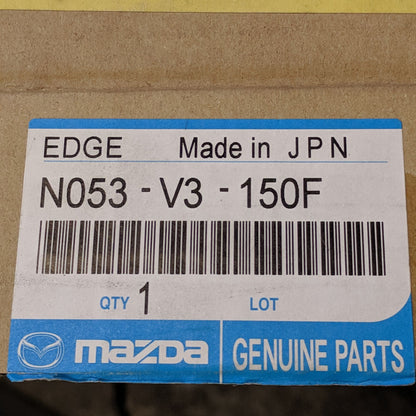 EDGE Made in JPN
N053 - V3 - 150F
QTY 1 LOT
mazda GENUINE PARTS